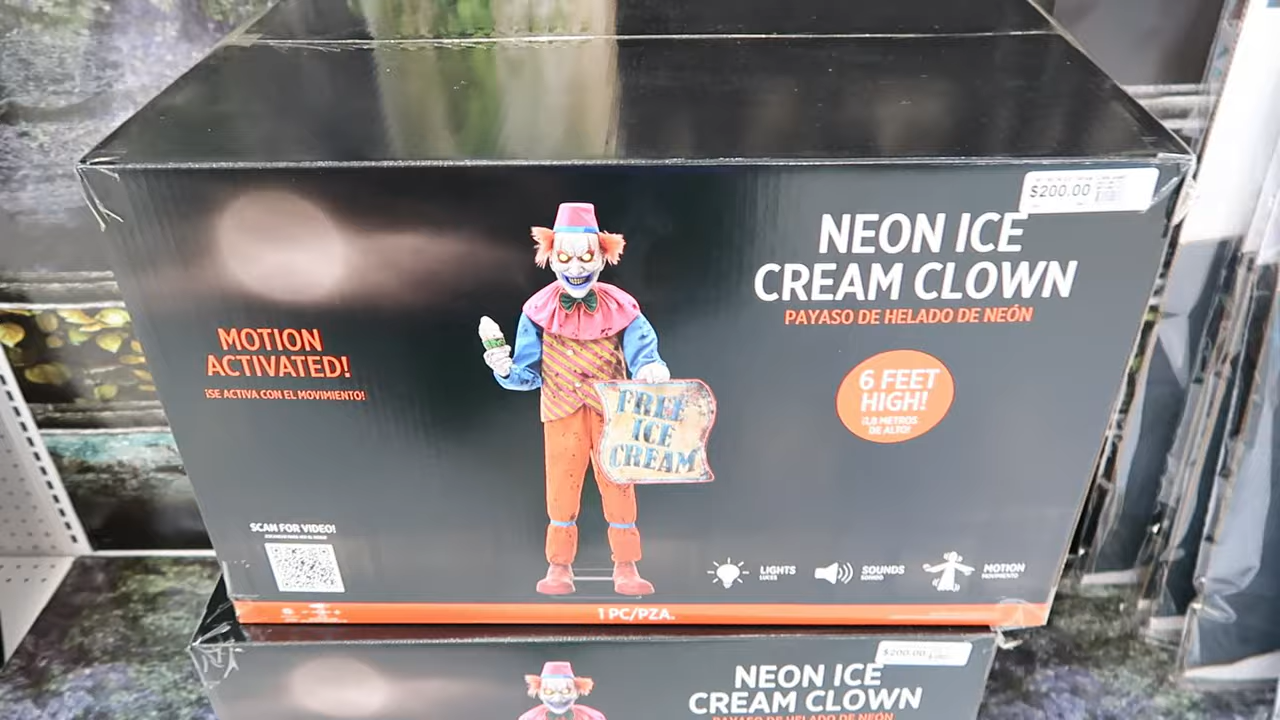 $200.00
NEON ICE
CREAM CLOWN
PAYASO DE HELADO DE NEÓN
MOTION
ACTIVATED!
¡SE ACTIVA CON EL MOVIMIENTO!
6 FEET
HIGH!
¡1,8 METROS
DE ALTO!
FREE
ICE
CREAM
SCAN FOR VIDEO!
LIGHTS
LUCES
SOUNDS
SONIDO
MOTION
MOVIMIENTO
1 PC/PZA.
$200.00
NEON ICE
CREAM CLOWN
PAYASO DE HELADO DE NEÓN